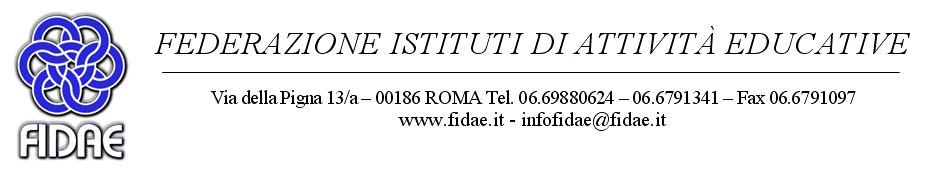 FEDERAZIONE ISTITUTI DI ATTIVITÀ EDUCATIVE
Via della Pigna 13/a – 00186 ROMA Tel. 06.69880624 – 06.6791341 – Fax 06.6791097
www.fidae.it - infofidae@fidae.it
FIDAE